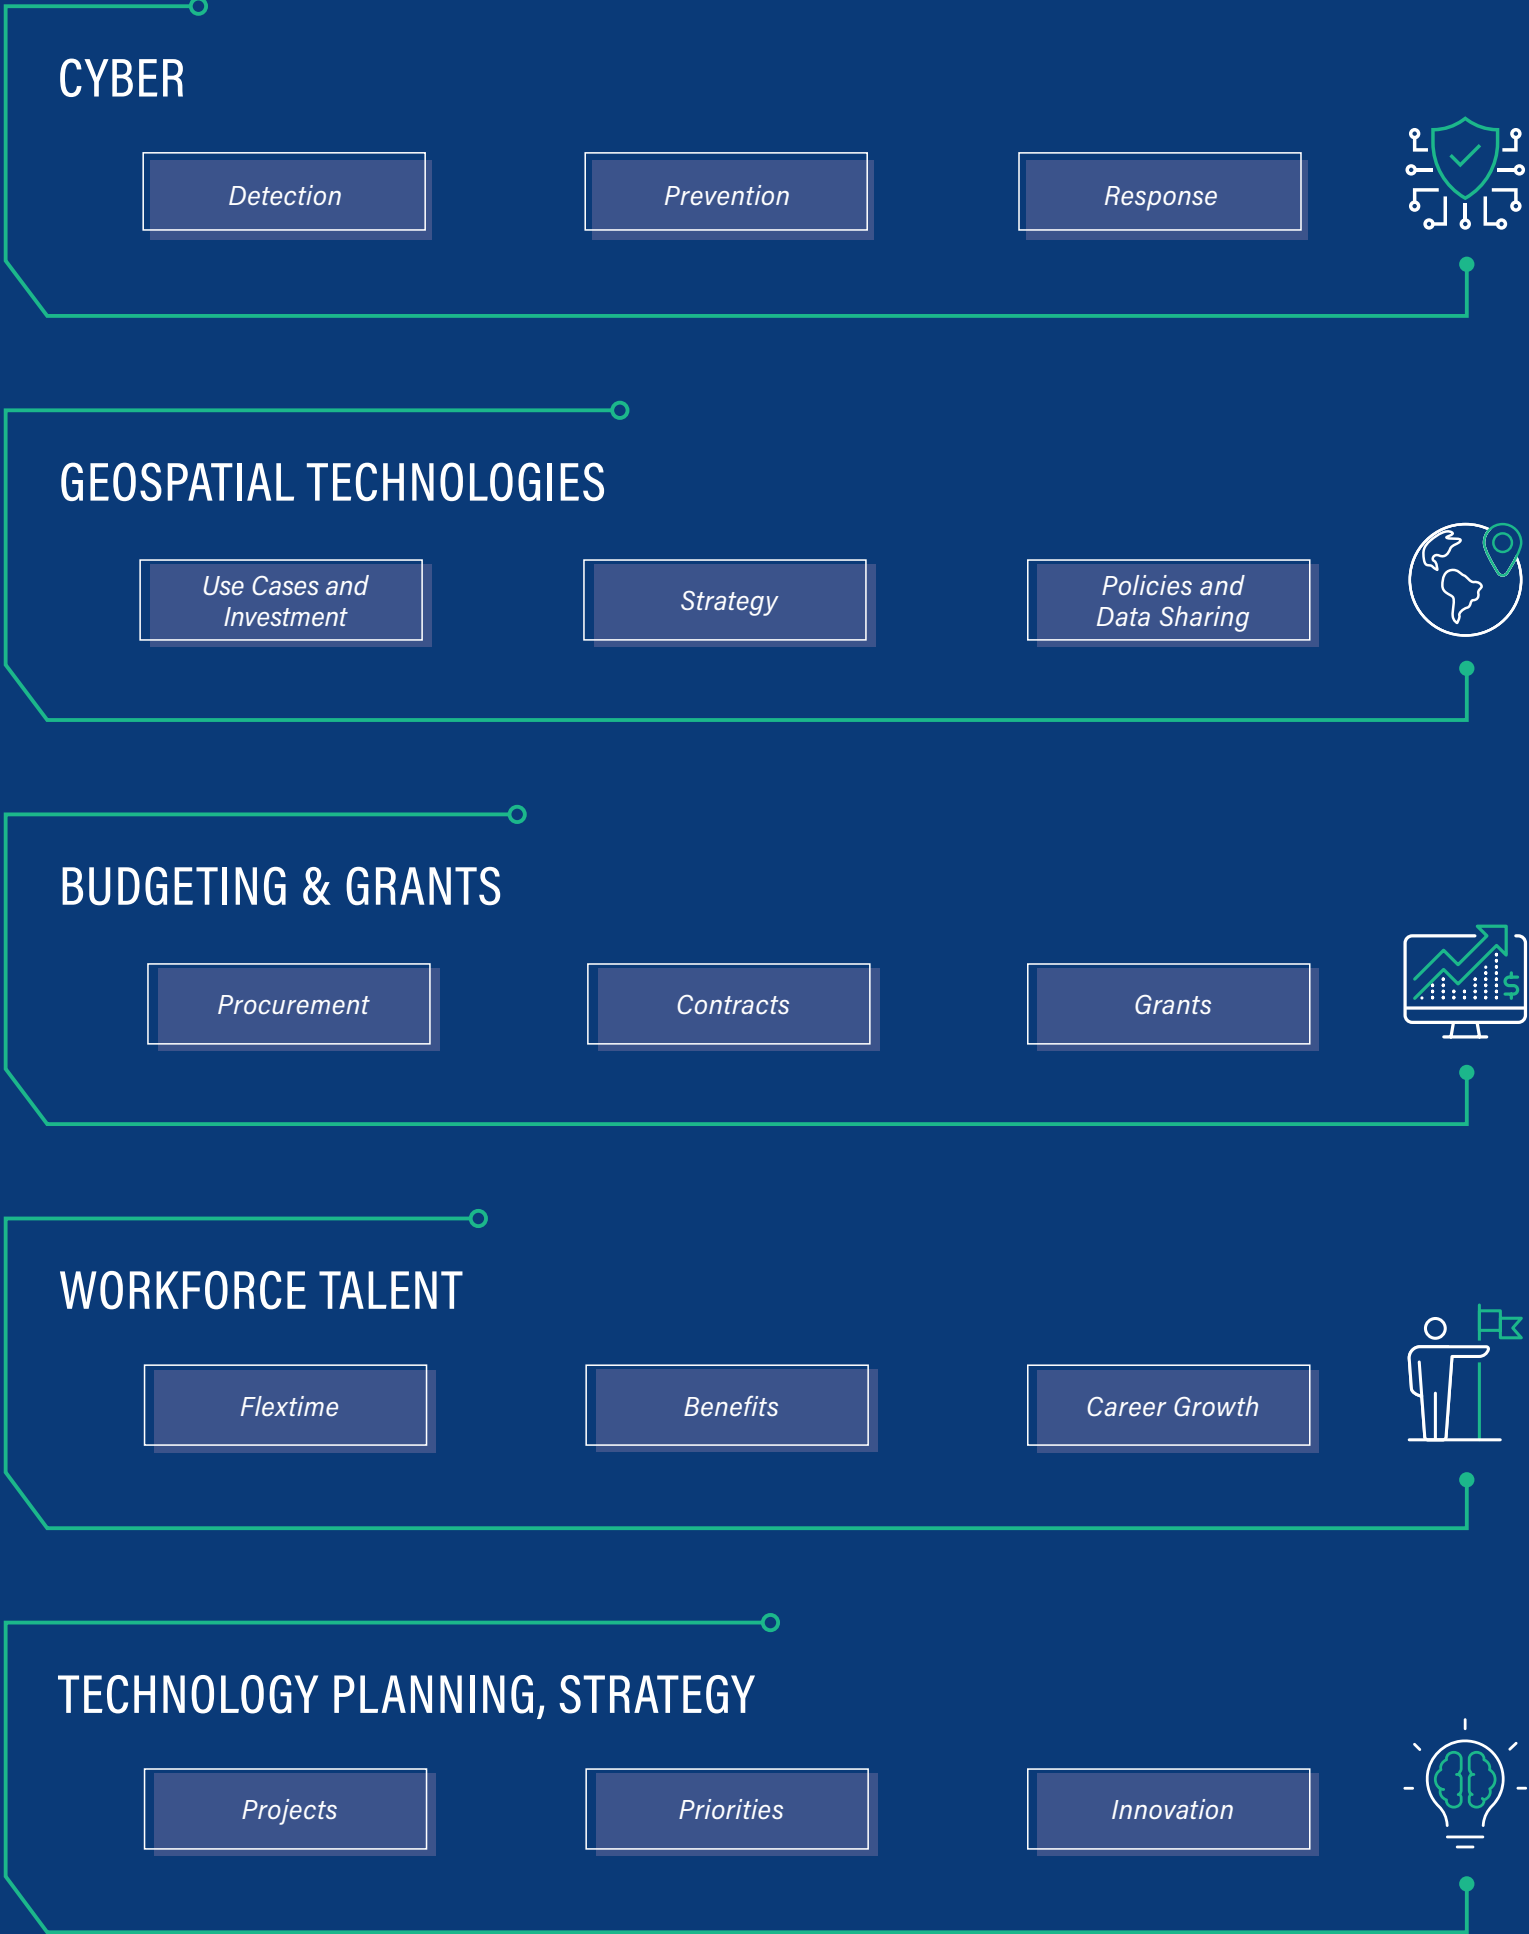 CYBER
Detection
Prevention
Response
GEOSPATIAL TECHNOLOGIES
Use Cases and
Investment
Strategy
Policies and
Data Sharing
BUDGETING & GRANTS
Procurement
Contracts
Grants
$
WORKFORCE TALENT
Flextime
Benefits
Career Growth
TECHNOLOGY PLANNING, STRATEGY
Projects
Priorities
Innovation